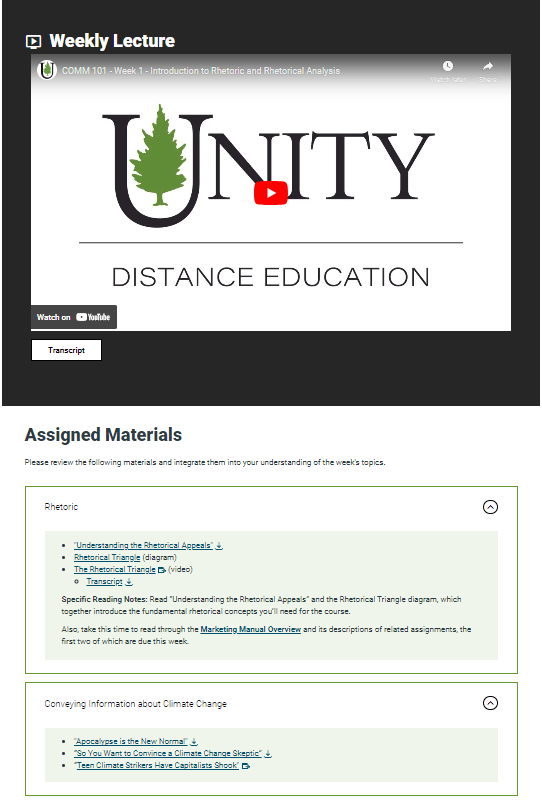 Weekly Lecture
COMM 101 - Week 1 - Introduction to Rhetoric and Rhetorical Analysis
Watch later
Share
UNITY
DISTANCE EDUCATION
Watch on YouTube
Transcript
Assigned Materials
Please review the following materials and integrate them into your understanding of the week's topics.
Rhetoric
"Understanding the Rhetorical Appeals"
Rhetorical Triangle (diagram)
The Rhetorical Triangle (video)
Transcript
Specific Reading Notes: Read "Understanding the Rhetorical Appeals" and the Rhetorical Triangle diagram, which
together introduce the fundamental rhetorical concepts you'll need for the course.
Also, take this time to read through the Marketing Manual Overview and its descriptions of related assignments, the
first two of which are due this week.
Conveying Information about Climate Change
"Apocalypse is the New Normal"
"So You Want to Convince a Climate Change Skeptic"
"Teen Climate Strikers Have Capitalists Shook"